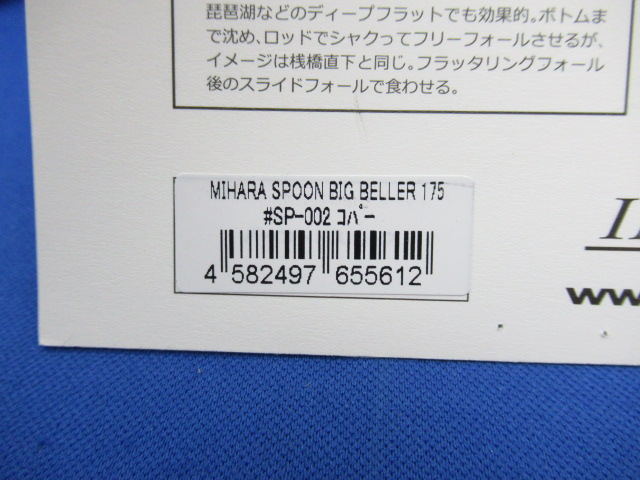 琵琶湖などのディープフラットでも効果的。ボトムま
で沈め、ロッドでシャクってフリーフォールさせるが、
イメージは桟橋直下と同じ。フラッタリングフォール
後のスライドフォールで食わせる。
MIHARA SPOON BIG BELLER 175
#SP-002 コパー
4 582497 655612
ww